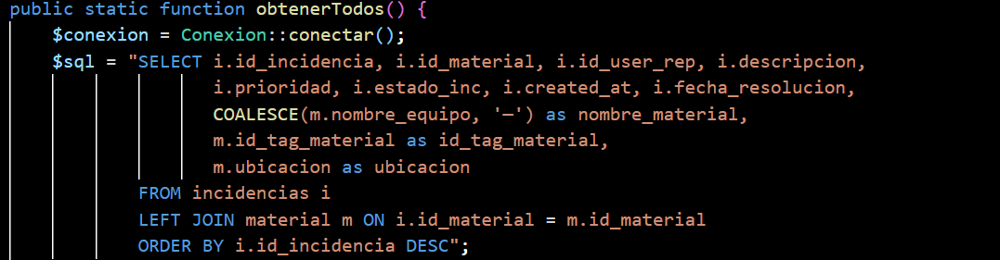 public static function obtenerTodos() {
$conexion = Conexion::conectar();
$sql = "SELECT i.id_incidencia, i.id_material, i.id_user_rep, i.descripcion,
i.prioridad, i.estado_inc, i.created_at, i.fecha_resolucion,
COALESCE(m.nombre_equipo, '—') as nombre_material,
m.id_tag_material as id_tag_material,
m.ubicacion as ubicacion
FROM incidencias i
LEFT JOIN material m ON i.id_material = m.id_material
ORDER BY i.id_incidencia DESC";